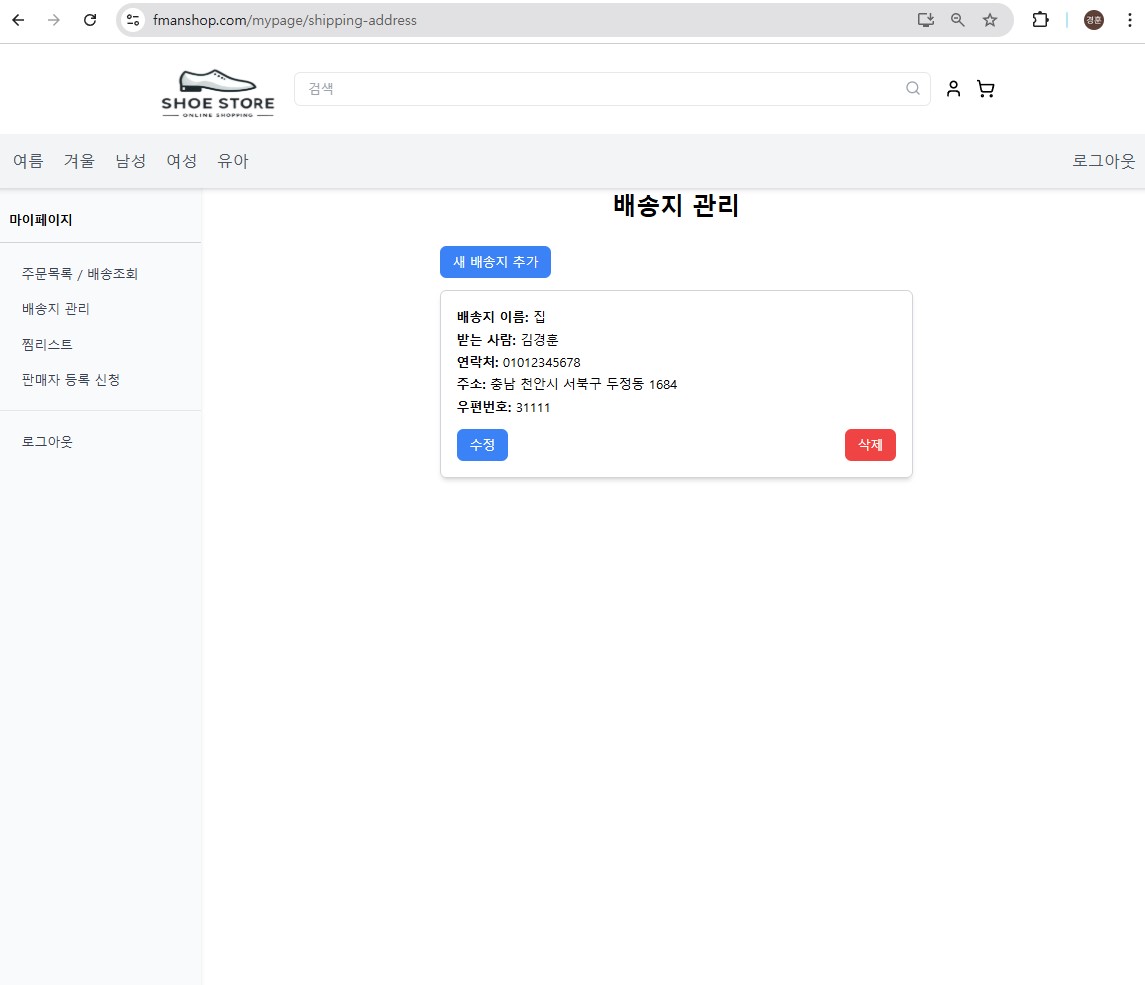 fmanshop.com/mypage/shipping-address
경훈
SHOE STORE
ONLINE SHOPPING
검색
여름 겨울 남성 여성 유아 로그아웃
마이페이지
주문목록 / 배송조회
배송지 관리
찜리스트
판매자 등록 신청
로그아웃
배송지 관리
새 배송지 추가
배송지 이름: 집
받는 사람: 김경훈
연락처: 01012345678
주소: 충남 천안시 서북구 두정동 1684
우편번호: 31111
수정 삭제